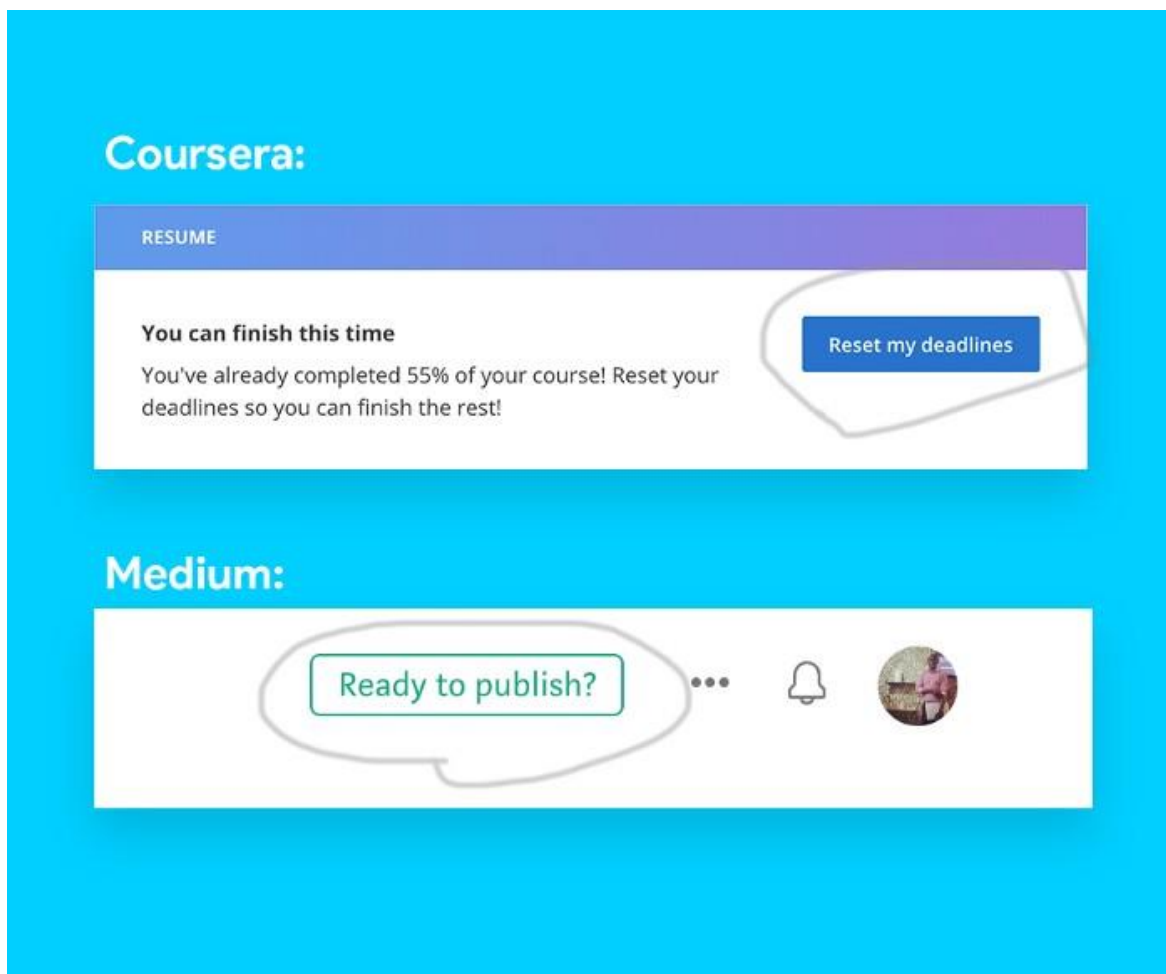 Coursera:
RESUME
You can finish this time
Reset my deadlines
You've already completed 55% of your course! Reset your
deadlines so you can finish the rest!
Medium:
Ready to publish?